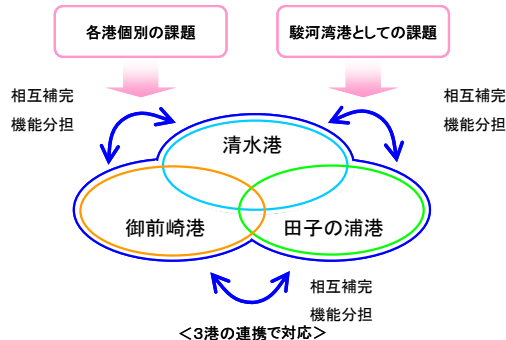 各港個別の課題
駿河湾港としての課題
相互補完
機能分担
相互補完
機能分担
清水港
御前崎港
田子の浦港
相互補完
機能分担
＜３港の連携で対応＞